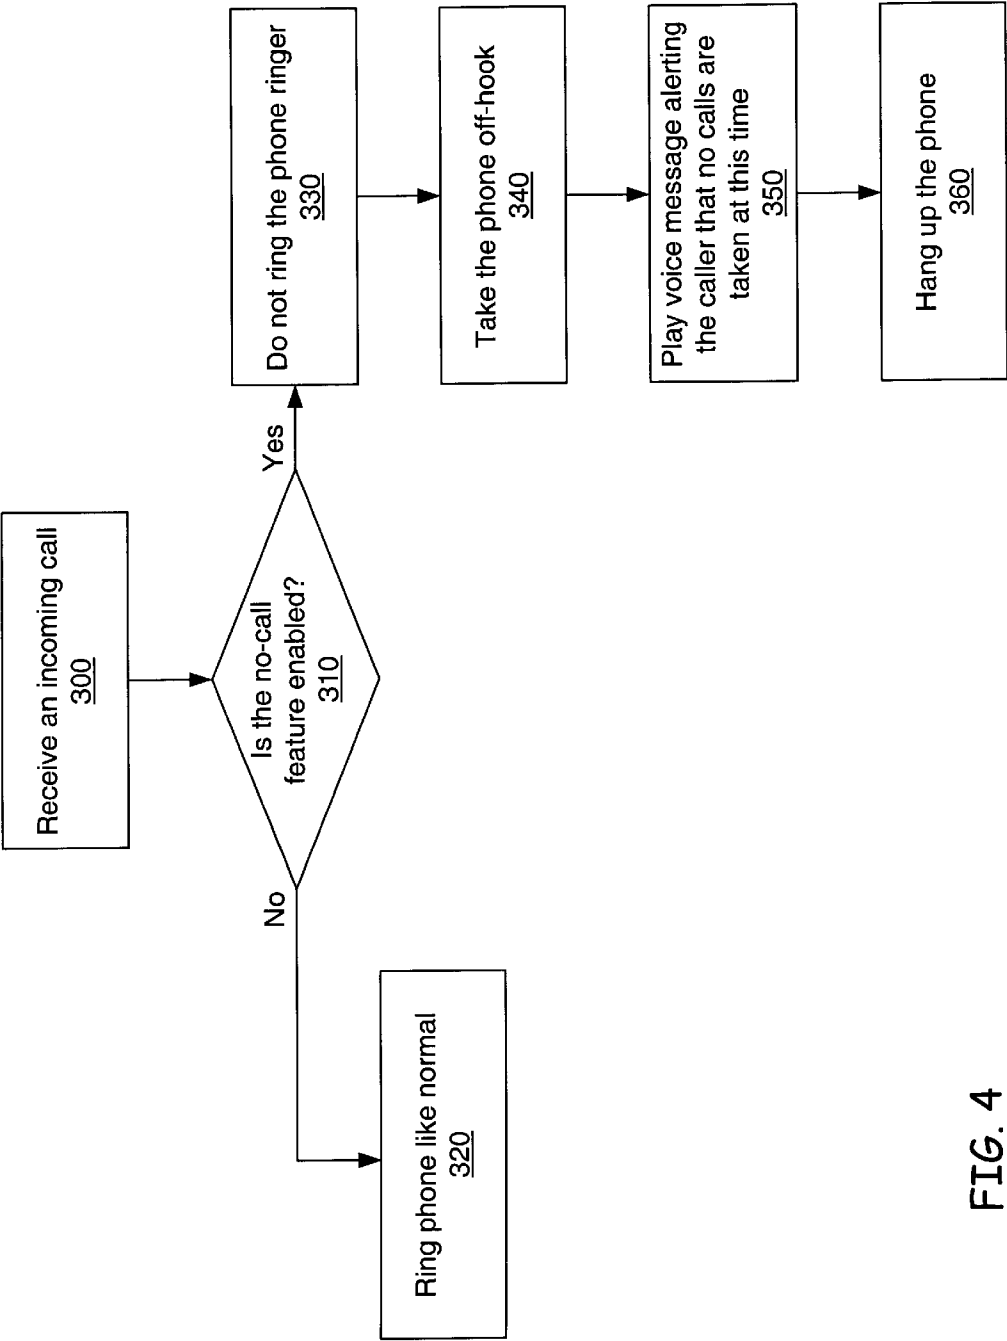 Receive an incoming call
300
Is the no-call
feature enabled?
310
No
Yes
Ring phone like normal
320
Do not ring the phone ringer
330
Take the phone off-hook
340
Play voice message alerting
the caller that no calls are
taken at this time
350
Hang up the phone
360
FIG. 4